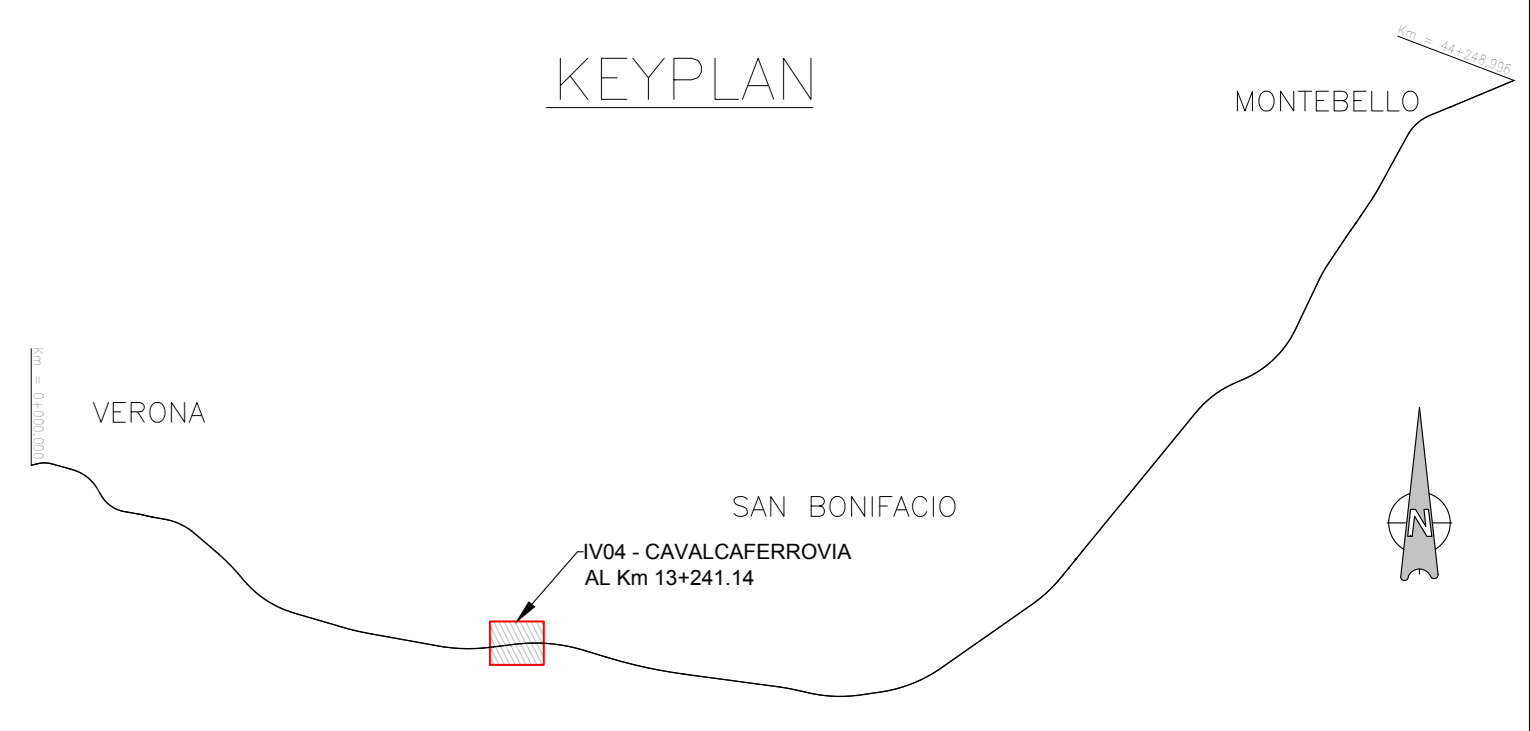 KEYPLAN
Km = 44+248.996
MONTEBELLO
Km = 0+000.000
VERONA
SAN BONIFACIO
IV04 - CAVALCAFERROVIA
AL Km 13+241.14
N